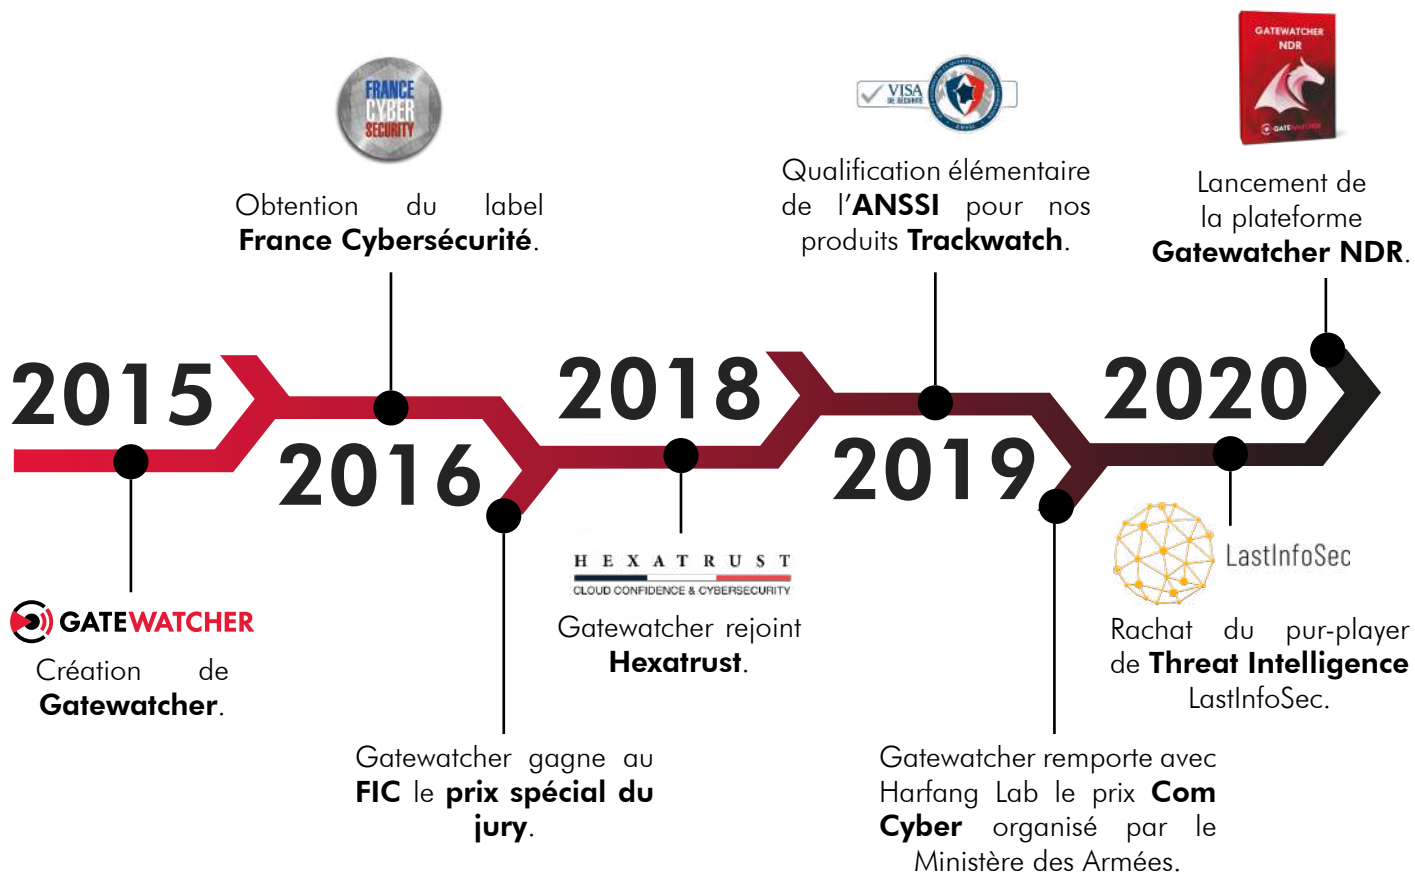 2015
GATEWATCHER
Création de
Gatewatcher.
FRANCE
CYBER
SECURITY
Obtention du label
France Cybersécurité.
2016
Gatewatcher gagne au
FIC le prix spécial du
jury.
2018
HEXATRUST
CLOUD CONFIDENCE & CYBERSECURITY
Gatewatcher rejoint
Hexatrust.
VISA
DE SÉCURITÉ
ANSSI
Qualification élémentaire
de l'ANSSI pour nos
produits Trackwatch.
2019
Gatewatcher remporte avec
Harfang Lab le prix Com
Cyber organisé par le
Ministère des Armées.
2020
LastInfoSec
Rachat du pur-player
de Threat Intelligence
LastInfoSec.
GATEWATCHER
NDR
GATEWATCHER
Lancement de
la plateforme
Gatewatcher NDR.